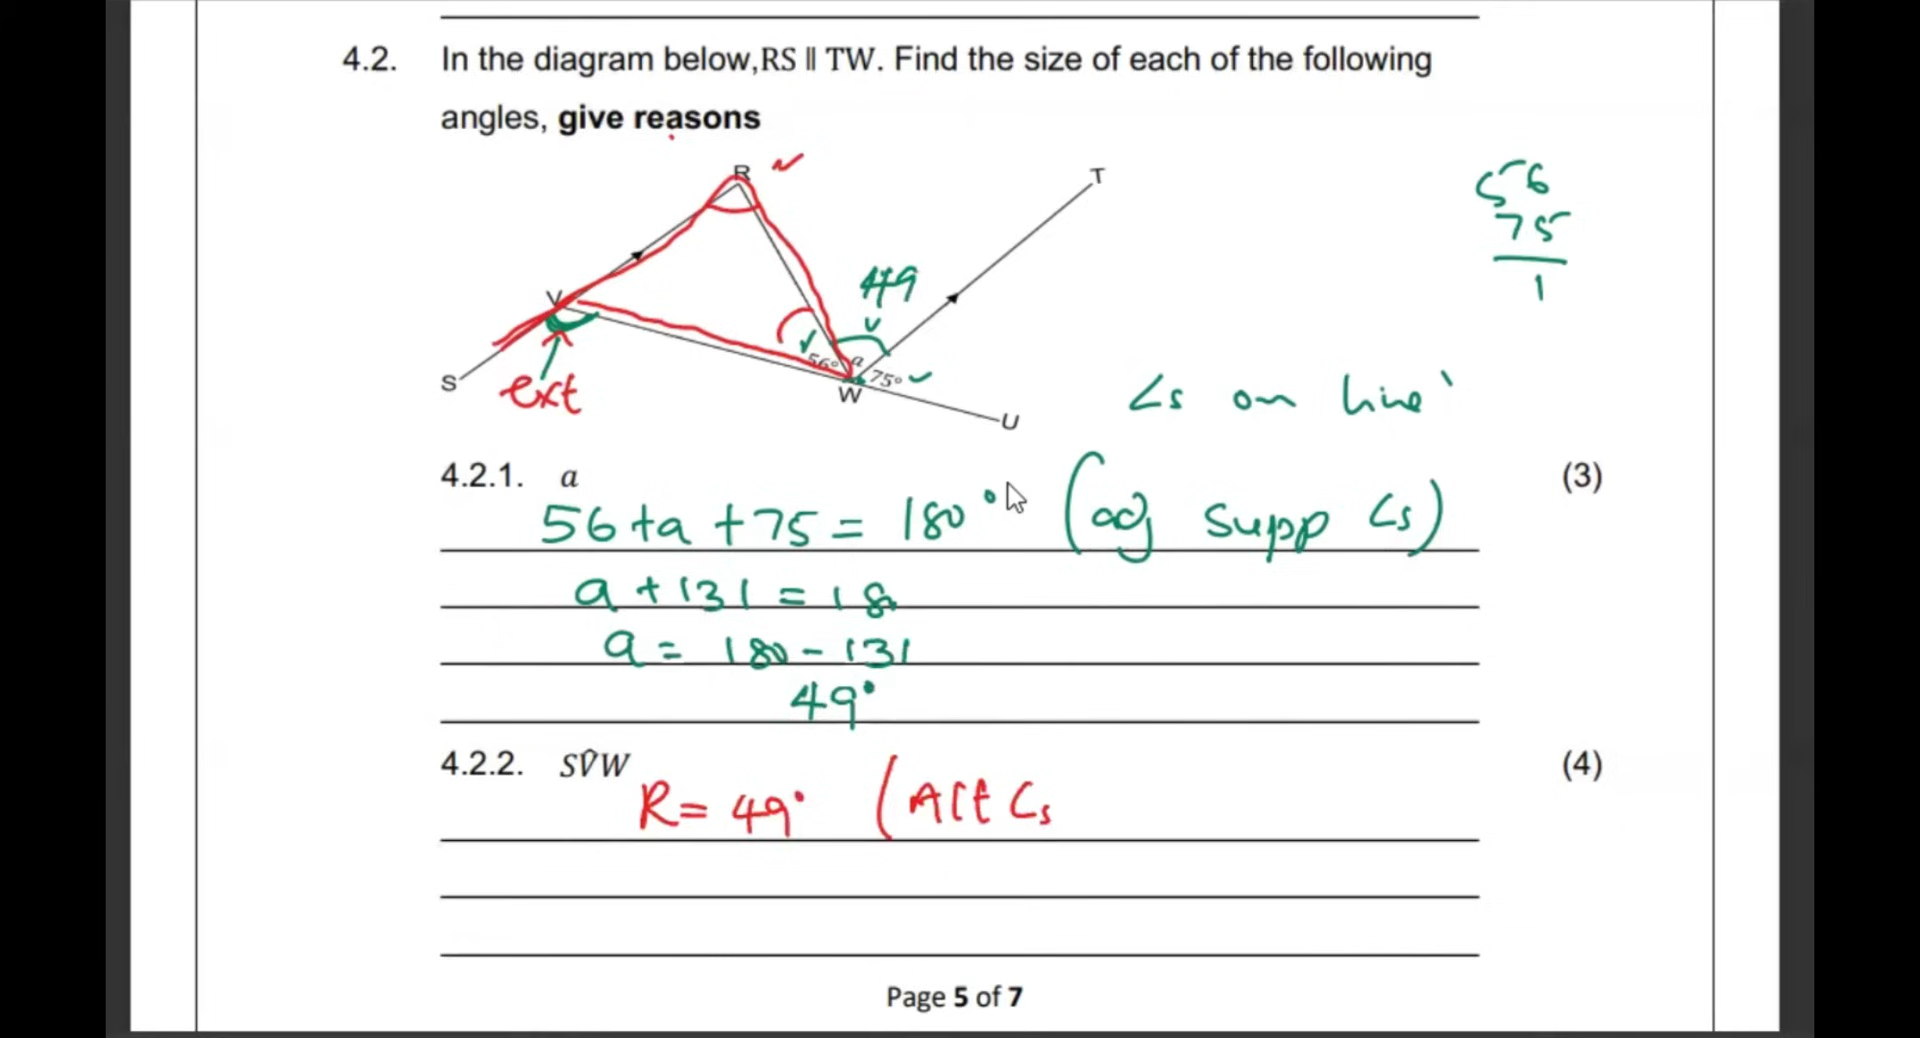 4.2. In the diagram below,RS ∥ TW. Find the size of each of the following
angles, give reasons
R
T
56
75
1
V
49
56°
a
75°
S
ext
W
U
∠s on line
4.2.1. a (3)
56+a+75=180° (adj supp ∠s)
a+131=18
a=180-131
49°
4.2.2. SV̂W (4)
R=49° (Alt ∠s
Page 5 of 7